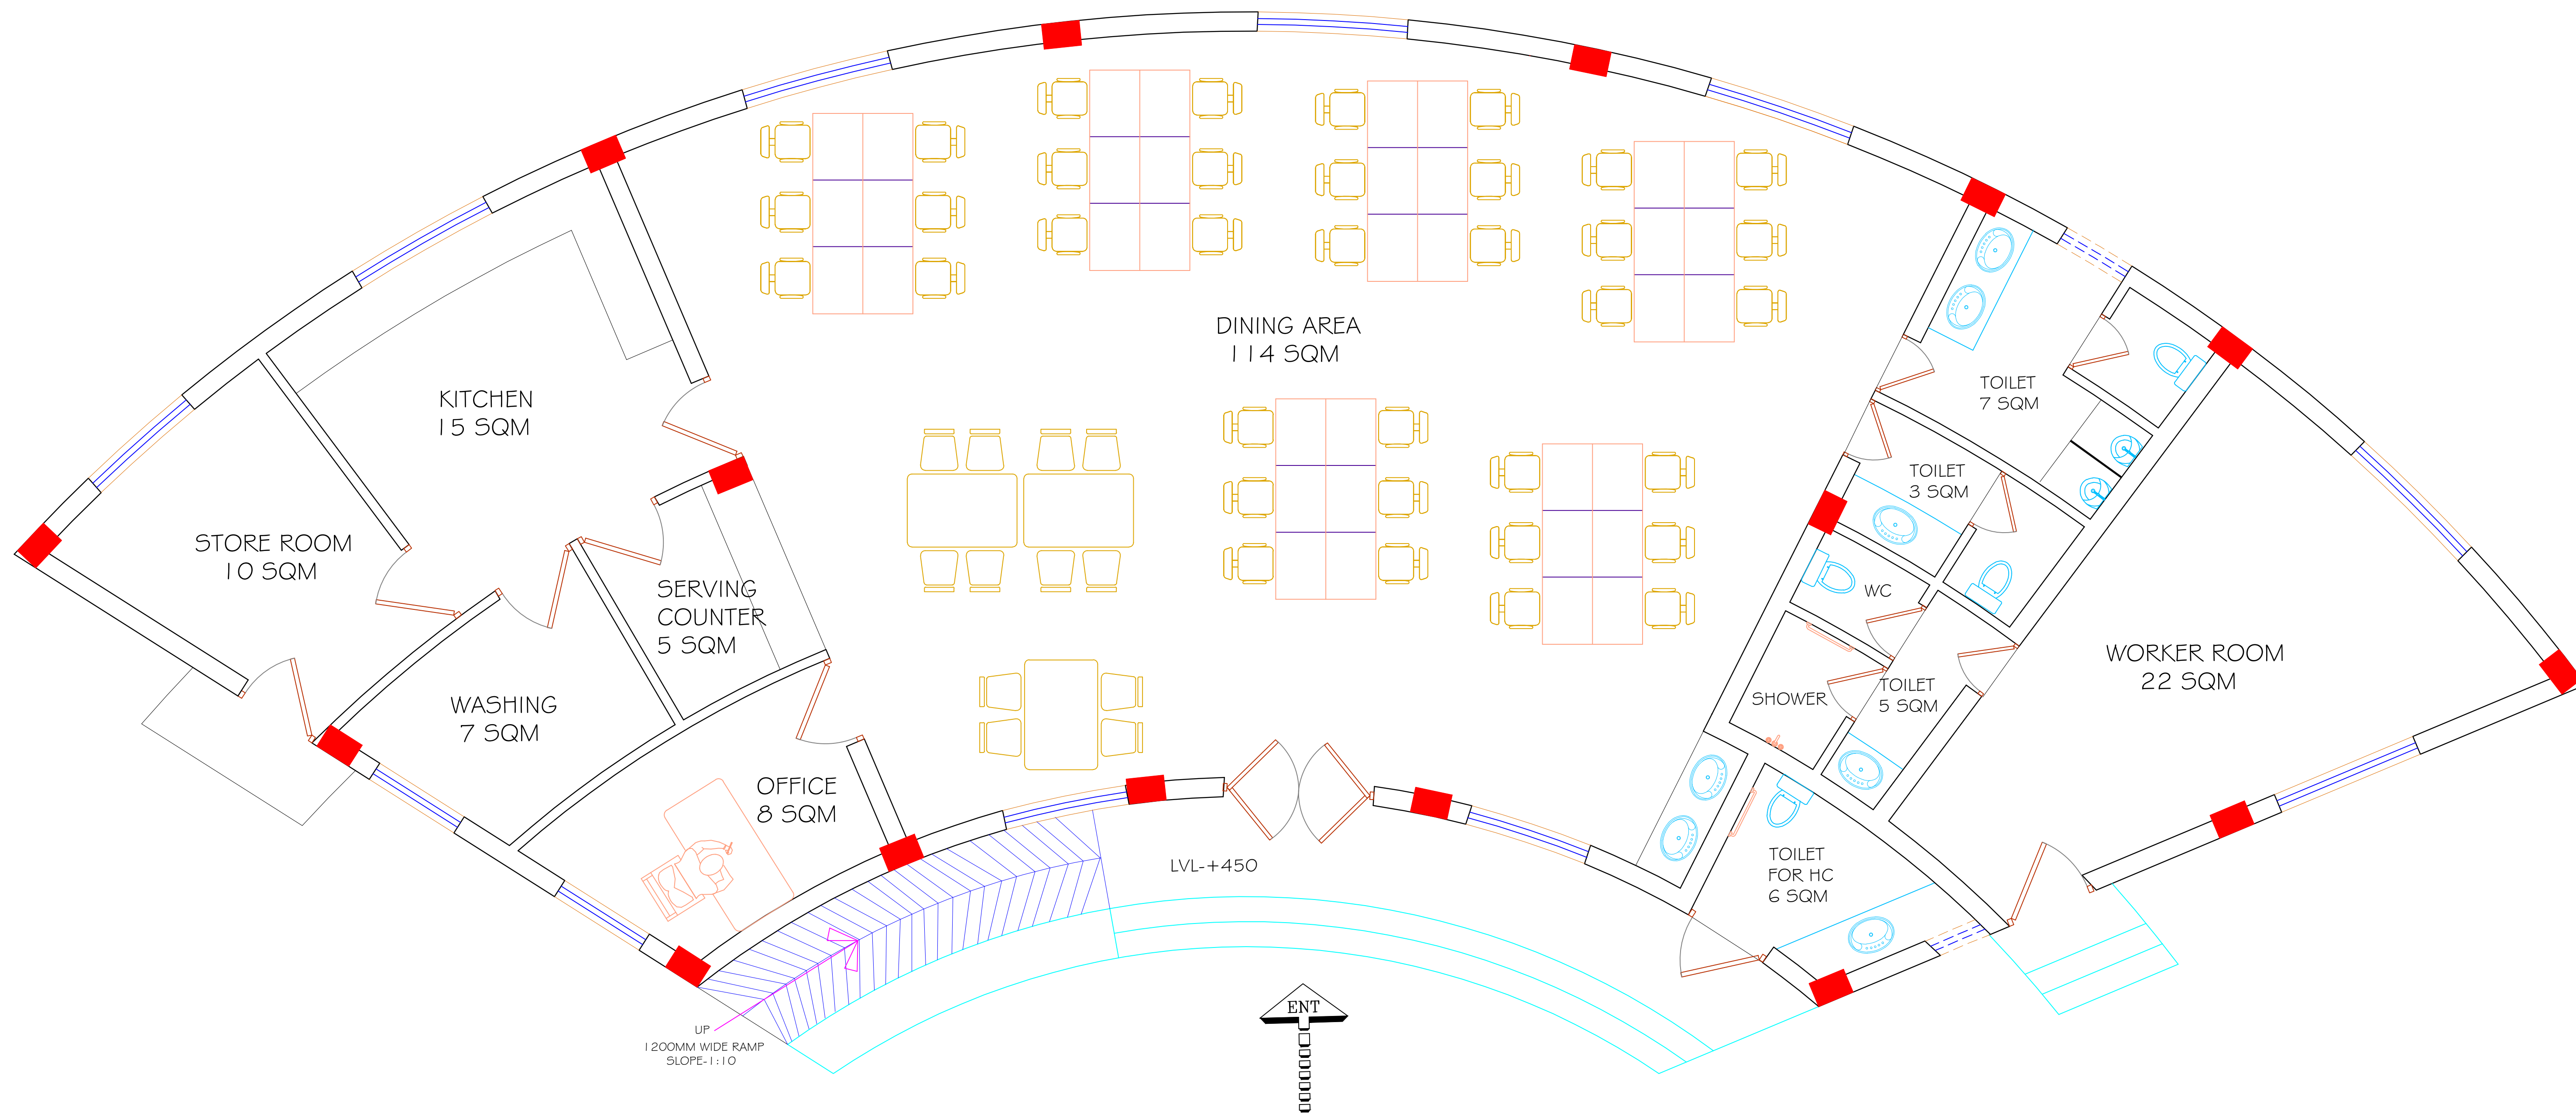 DINING AREA
114 SQM
KITCHEN
15 SQM
TOILET
7 SQM
TOILET
3 SQM
STORE ROOM
10 SQM
SERVING
COUNTER
5 SQM
WC
WORKER ROOM
22 SQM
WASHING
7 SQM
SHOWER
TOILET
5 SQM
OFFICE
8 SQM
LVL-+450
TOILET
FOR HC
6 SQM
ENT
UP
1200MM WIDE RAMP
SLOPE-1:10